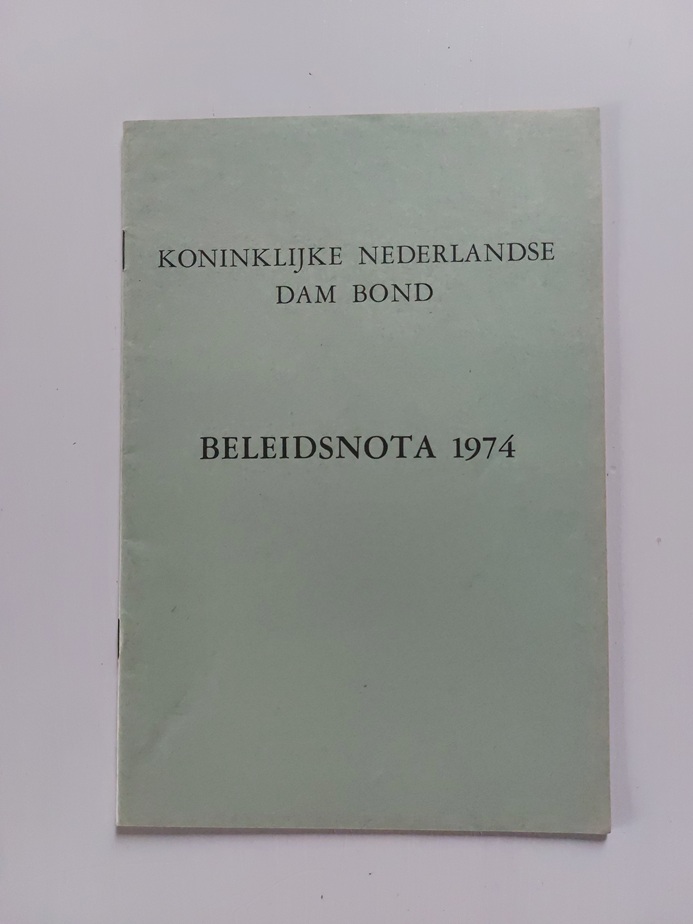 KONINKLIJKE NEDERLANDSE
DAM BOND
BELEIDSNOTA 1974